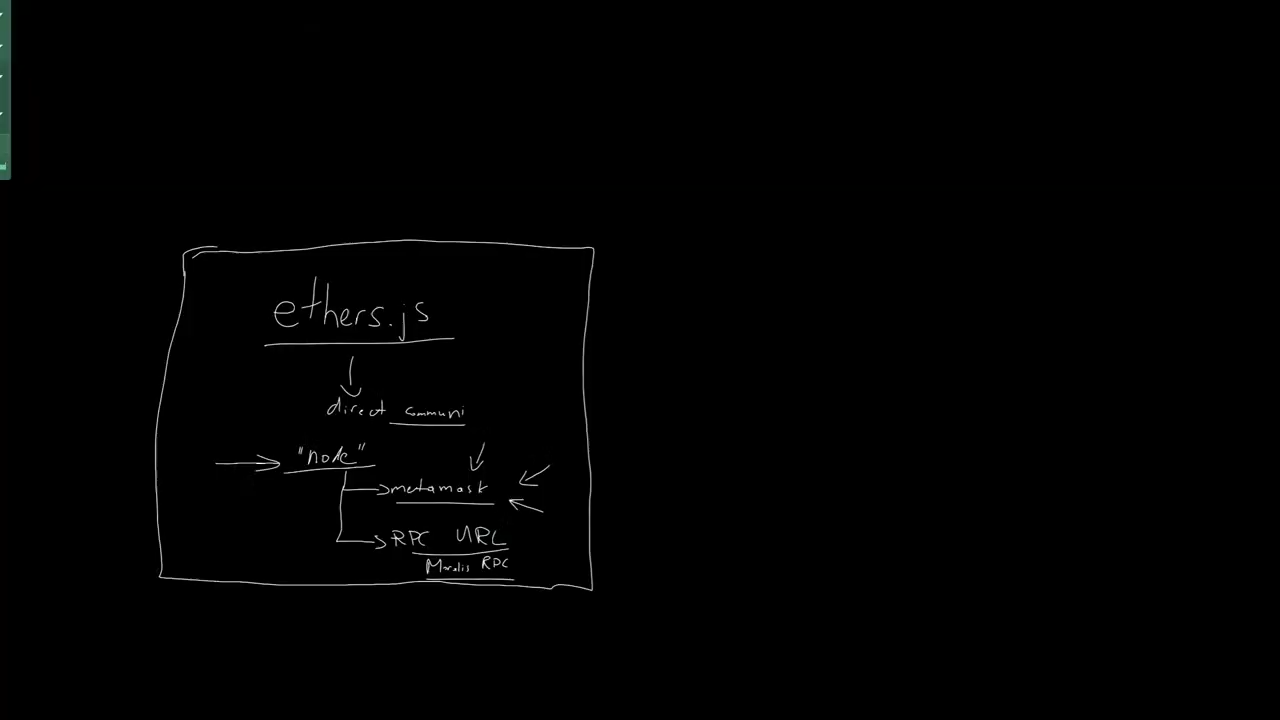 ethers.js
direct communi
"node"
metamask
RPC URL
Moralis RPC